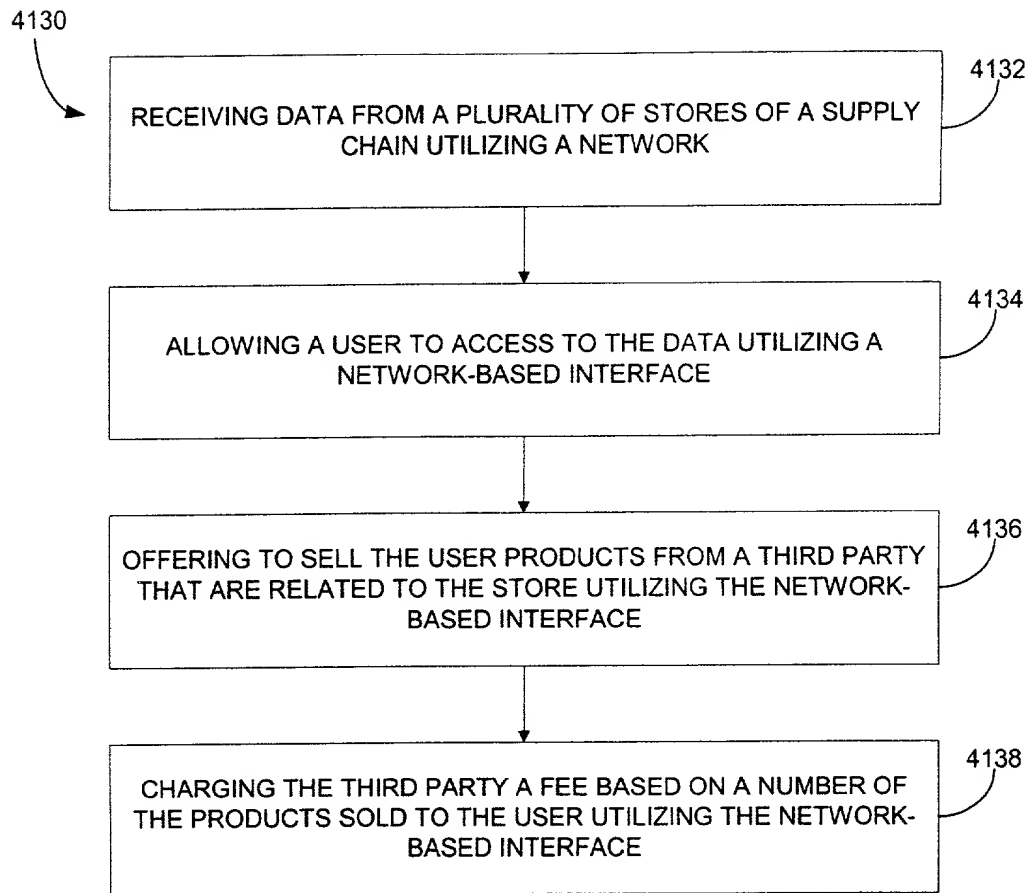 4130
4132
RECEIVING DATA FROM A PLURALITY OF STORES OF A SUPPLY
CHAIN UTILIZING A NETWORK
4134
ALLOWING A USER TO ACCESS TO THE DATA UTILIZING A
NETWORK-BASED INTERFACE
4136
OFFERING TO SELL THE USER PRODUCTS FROM A THIRD PARTY
THAT ARE RELATED TO THE STORE UTILIZING THE NETWORK-
BASED INTERFACE
4138
CHARGING THE THIRD PARTY A FEE BASED ON A NUMBER OF
THE PRODUCTS SOLD TO THE USER UTILIZING THE NETWORK-
BASED INTERFACE